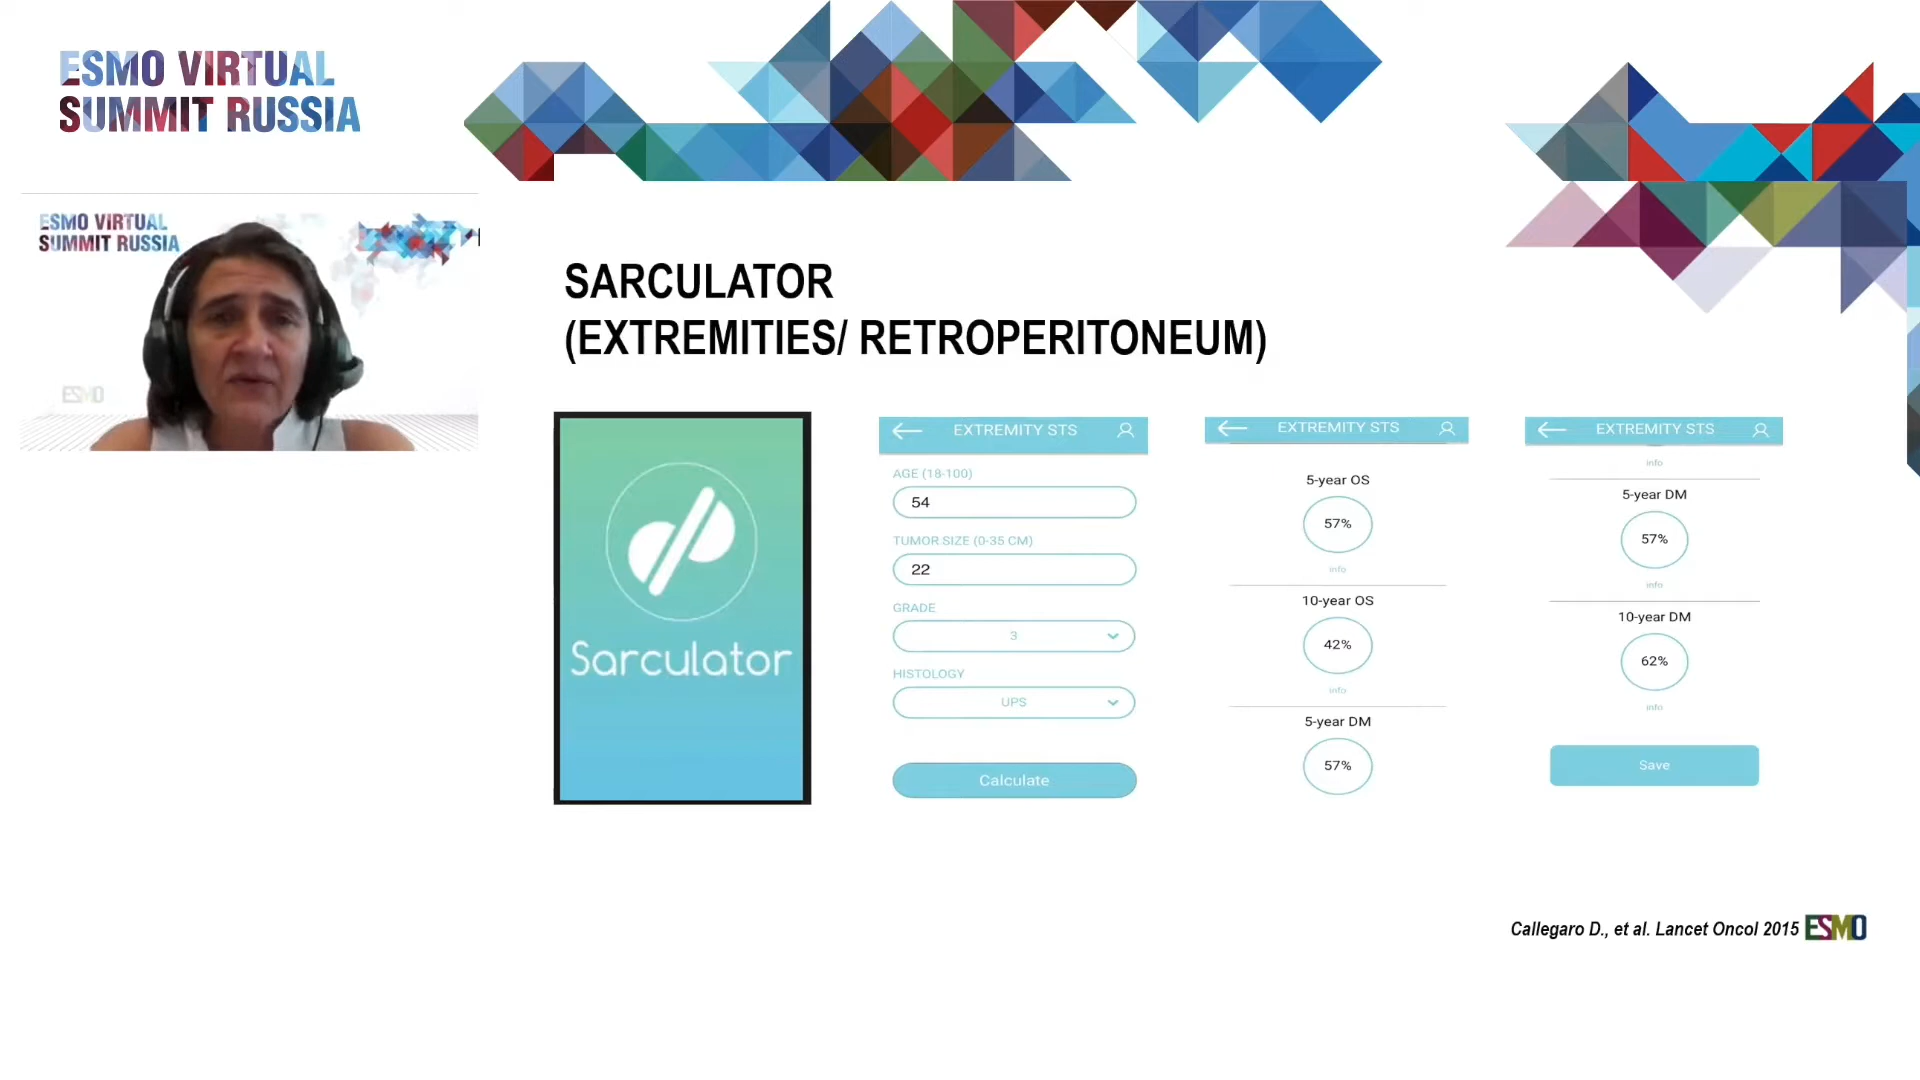 ESMO VIRTUAL
SUMMIT RUSSIA
ESMO VIRTUAL
SUMMIT RUSSIA
ESMO
SARCULATOR
(EXTREMITIES/ RETROPERITONEUM)
Sarculator
EXTREMITY STS
AGE (18-100)
54
TUMOR SIZE (0-35 CM)
22
GRADE
3
HISTOLOGY
UPS
Calculate
EXTREMITY STS
5-year OS
57%
info
10-year OS
42%
info
5-year DM
57%
EXTREMITY STS
info
5-year DM
57%
info
10-year DM
62%
info
Save
Callegaro D., et al. Lancet Oncol 2015 ESMO